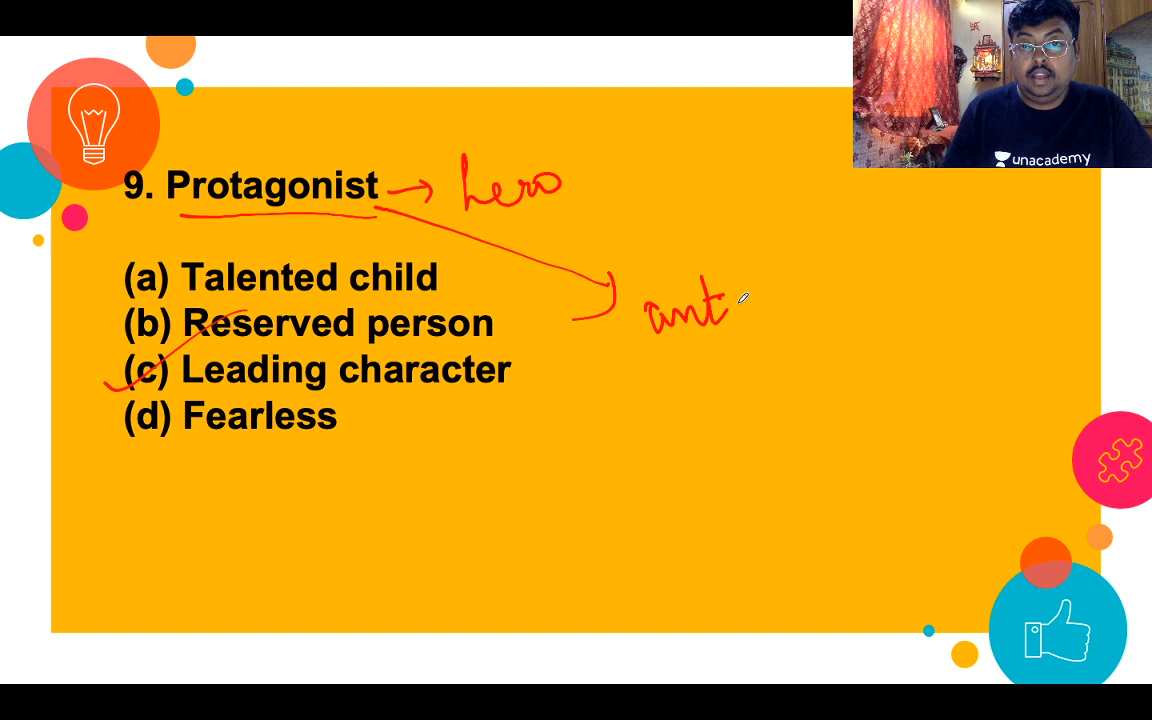 unacademy
9. Protagonist → hero
(a) Talented child
ant
(b) Reserved person
(c) Leading character
(d) Fearless